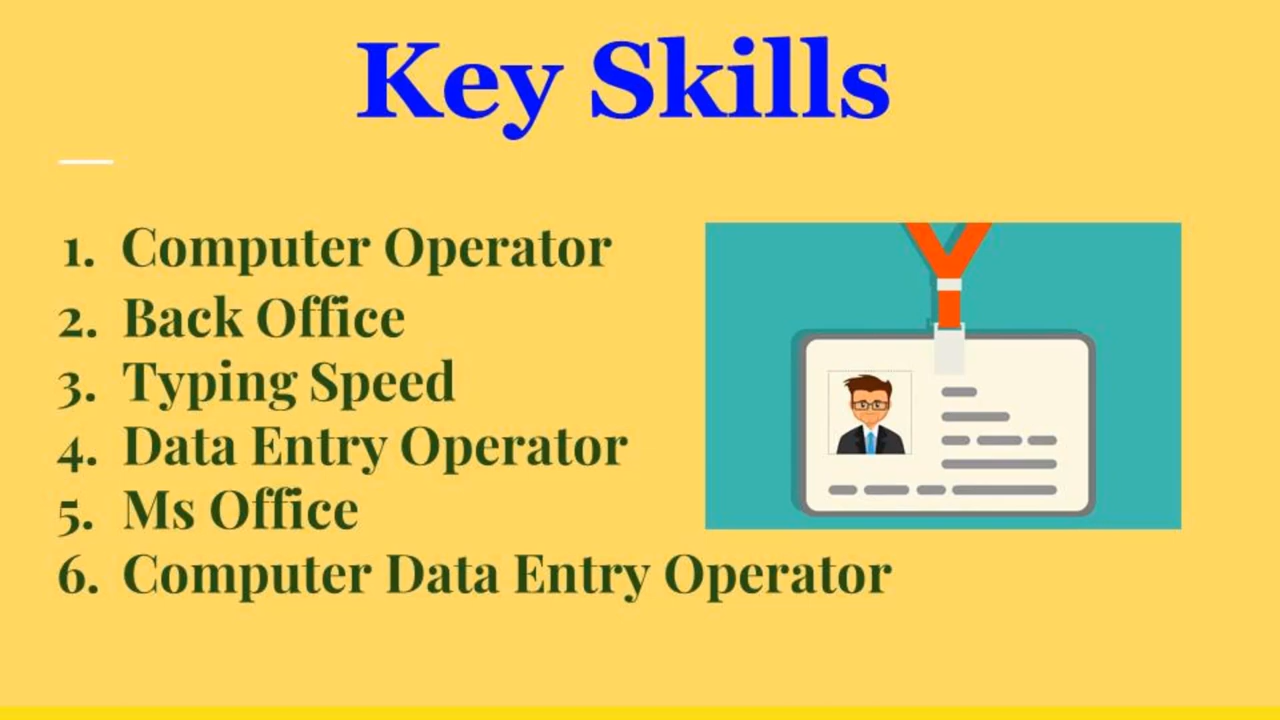 Key Skills
1. Computer Operator
2. Back Office
3. Typing Speed
4. Data Entry Operator
5. Ms Office
6. Computer Data Entry Operator